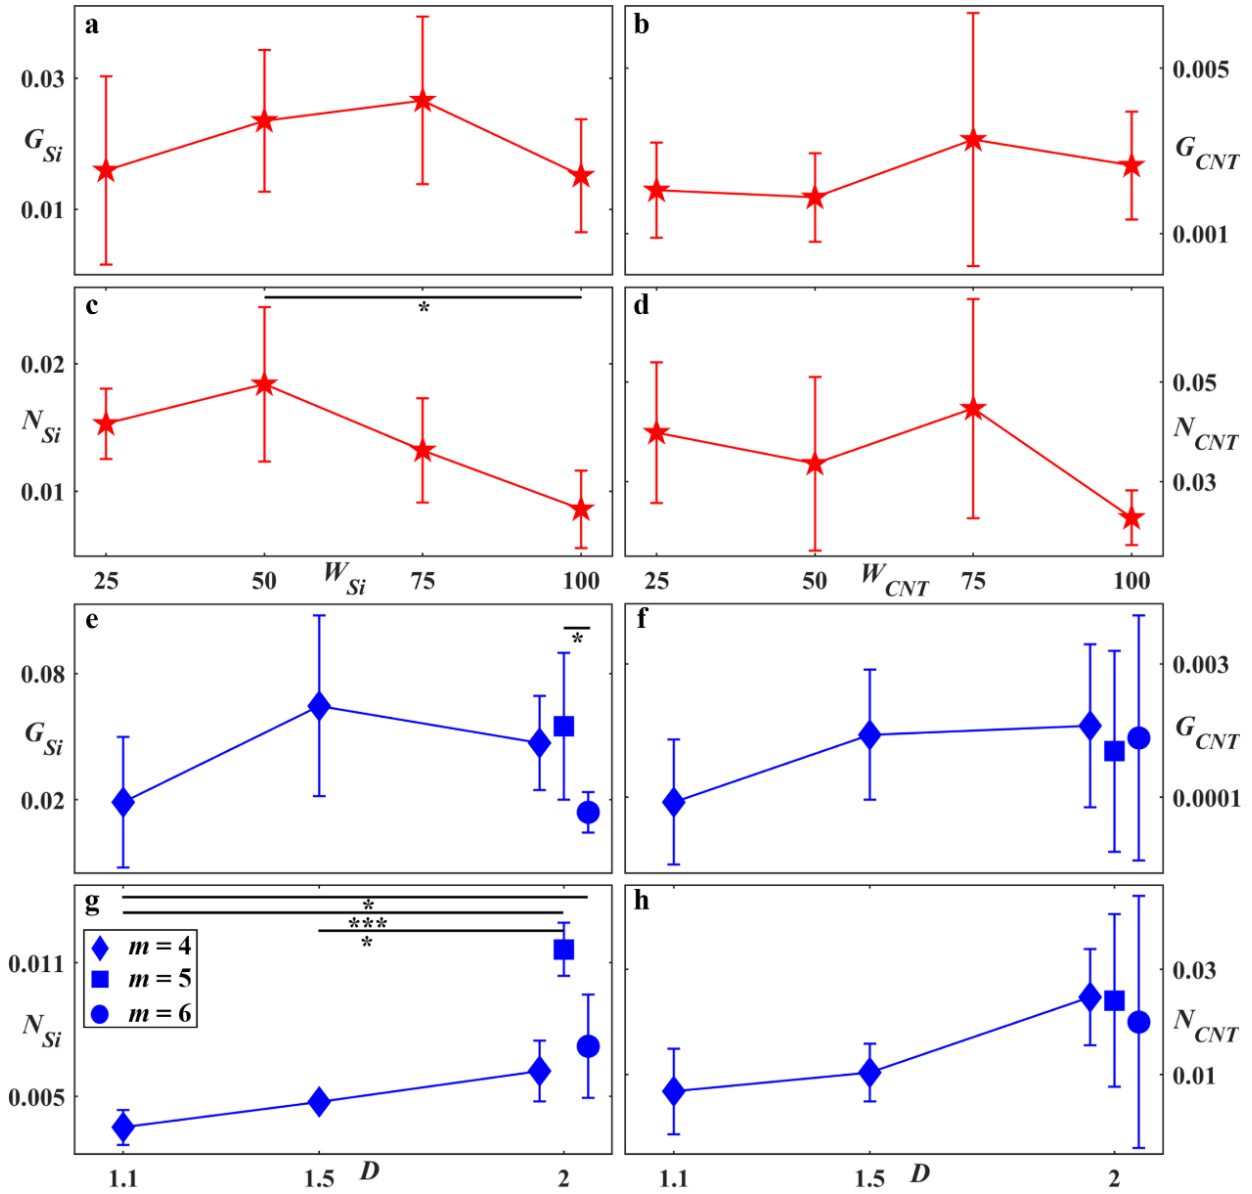 a
0.03
G_Si
0.01
b
0.005
G_CNT
0.001
c
*
0.02
N_Si
0.01
25 50 W_Si 75 100
d
0.05
N_CNT
0.03
25 50 W_CNT 75 100
e
*
0.08
G_Si
0.02
f
0.003
G_CNT
0.0001
g
*
***
*
m = 4
m = 5
m = 6
0.011
N_Si
0.005
1.1 1.5 D 2
h
0.03
N_CNT
0.01
1.1 1.5 D 2